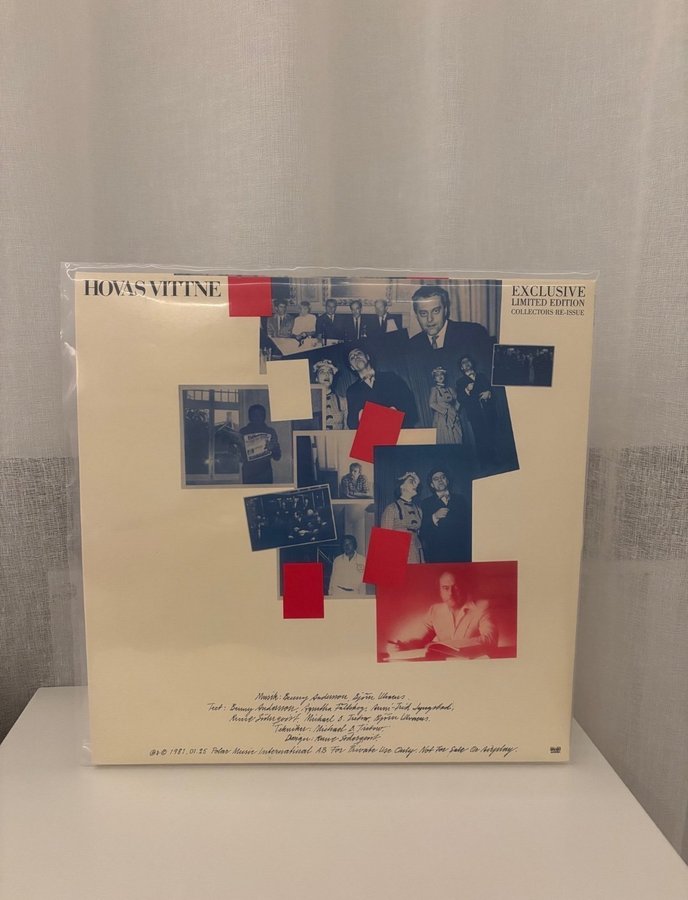 HOVAS VITTNE
EXCLUSIVE
LIMITED EDITION
COLLECTORS RE-ISSUE
Musik: Benny Andersson, Björn Ulvaeus
Text: Benny Andersson, Agnetha Fältskog, Anni-Frid Lyngstad,
Rune Söderqvist, Michael B. Tretow, Björn Ulvaeus.
Tekniker: Michael B. Tretow.
Design: Rune Söderqvist
℗ & © 1981.01.25 Polar Music International AB For Private Use Only. Not For Sale Or Airplay.